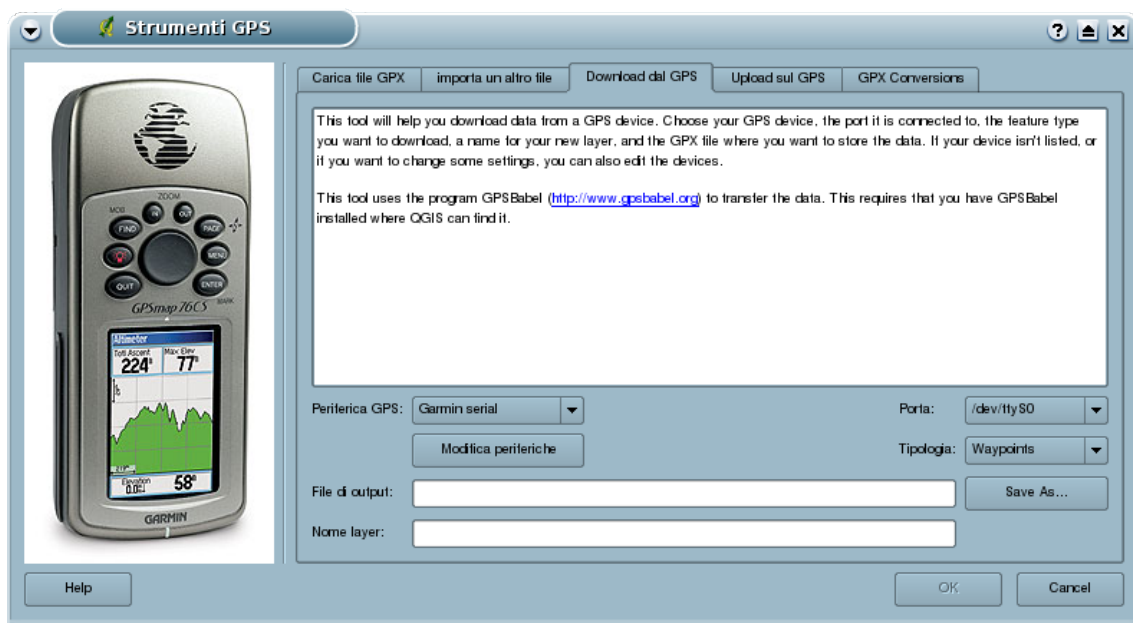 Strumenti GPS
Carica file GPX
importa un altro file
Download dal GPS
Upload sul GPS
GPX Conversions
This tool will help you download data from a GPS device. Choose your GPS device, the port it is connected to, the feature type
you want to download, a name for your new layer, and the GPX file where you want to store the data. If your device isn't listed, or
if you want to change some settings, you can also edit the devices.
This tool uses the program GPSBabel (http://www.gpsbabel.org) to transfer the data. This requires that you have GPSBabel
installed where QGIS can find it.
ZOOM
MOB
IN
OUT
FIND
PAGE
MENU
QUIT
ENTER
MARK
GPSmap 76CS
Altimeter
Totl Ascent
Max Elev
224
77
Elevation
58
GARMIN
Periferica GPS:
Garmin serial
Porta:
/dev/ttyS0
Modifica periferiche
Tipologia:
Waypoints
File di output:
Save As...
Nome layer:
Help
OK
Cancel